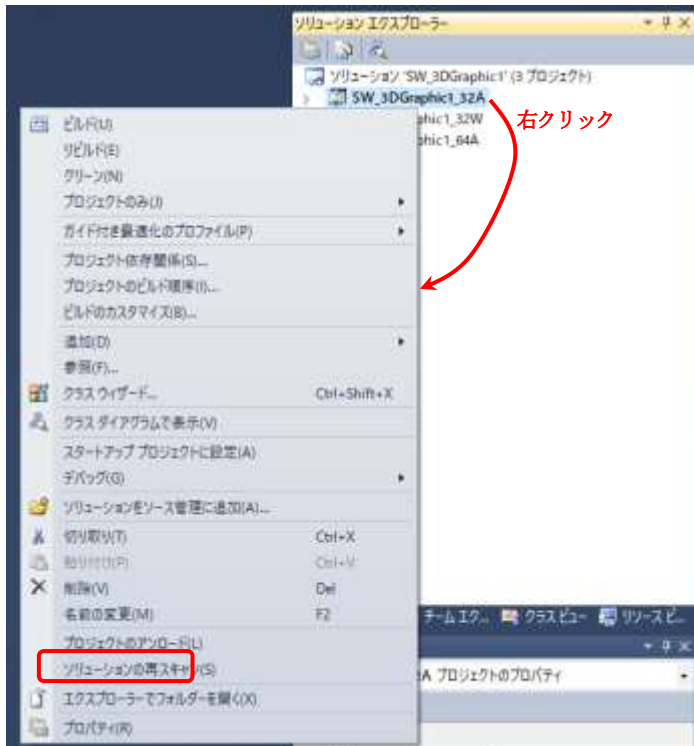 ソリューション エクスプローラー
ソリューション 'SW_3DGraphic1' (3 プロジェクト)
SW_3DGraphic1_32A
phic1_32W
phic1_64A
右クリック
ビルド(U)
リビルド(E)
クリーン(N)
プロジェクトのみ(J)
ガイド付き最適化のプロファイル(P)
プロジェクト依存関係(S)...
プロジェクトのビルド順序(I)...
ビルドのカスタマイズ(B)...
追加(D)
参照(F)...
クラス ウィザード... Ctrl+Shift+X
クラス ダイアグラムで表示(V)
スタートアップ プロジェクトに設定(A)
デバッグ(G)
ソリューションをソース管理に追加(A)...
切り取り(T) Ctrl+X
貼り付け(P) Ctrl+V
削除(V) Del
名前の変更(M) F2
プロジェクトのアンロード(L)
ソリューションの再スキャン(S)
エクスプローラーでフォルダーを開く(X)
プロパティ(R)
チーム エク... クラス ビュー リソース ビ...
A プロジェクトのプロパティ